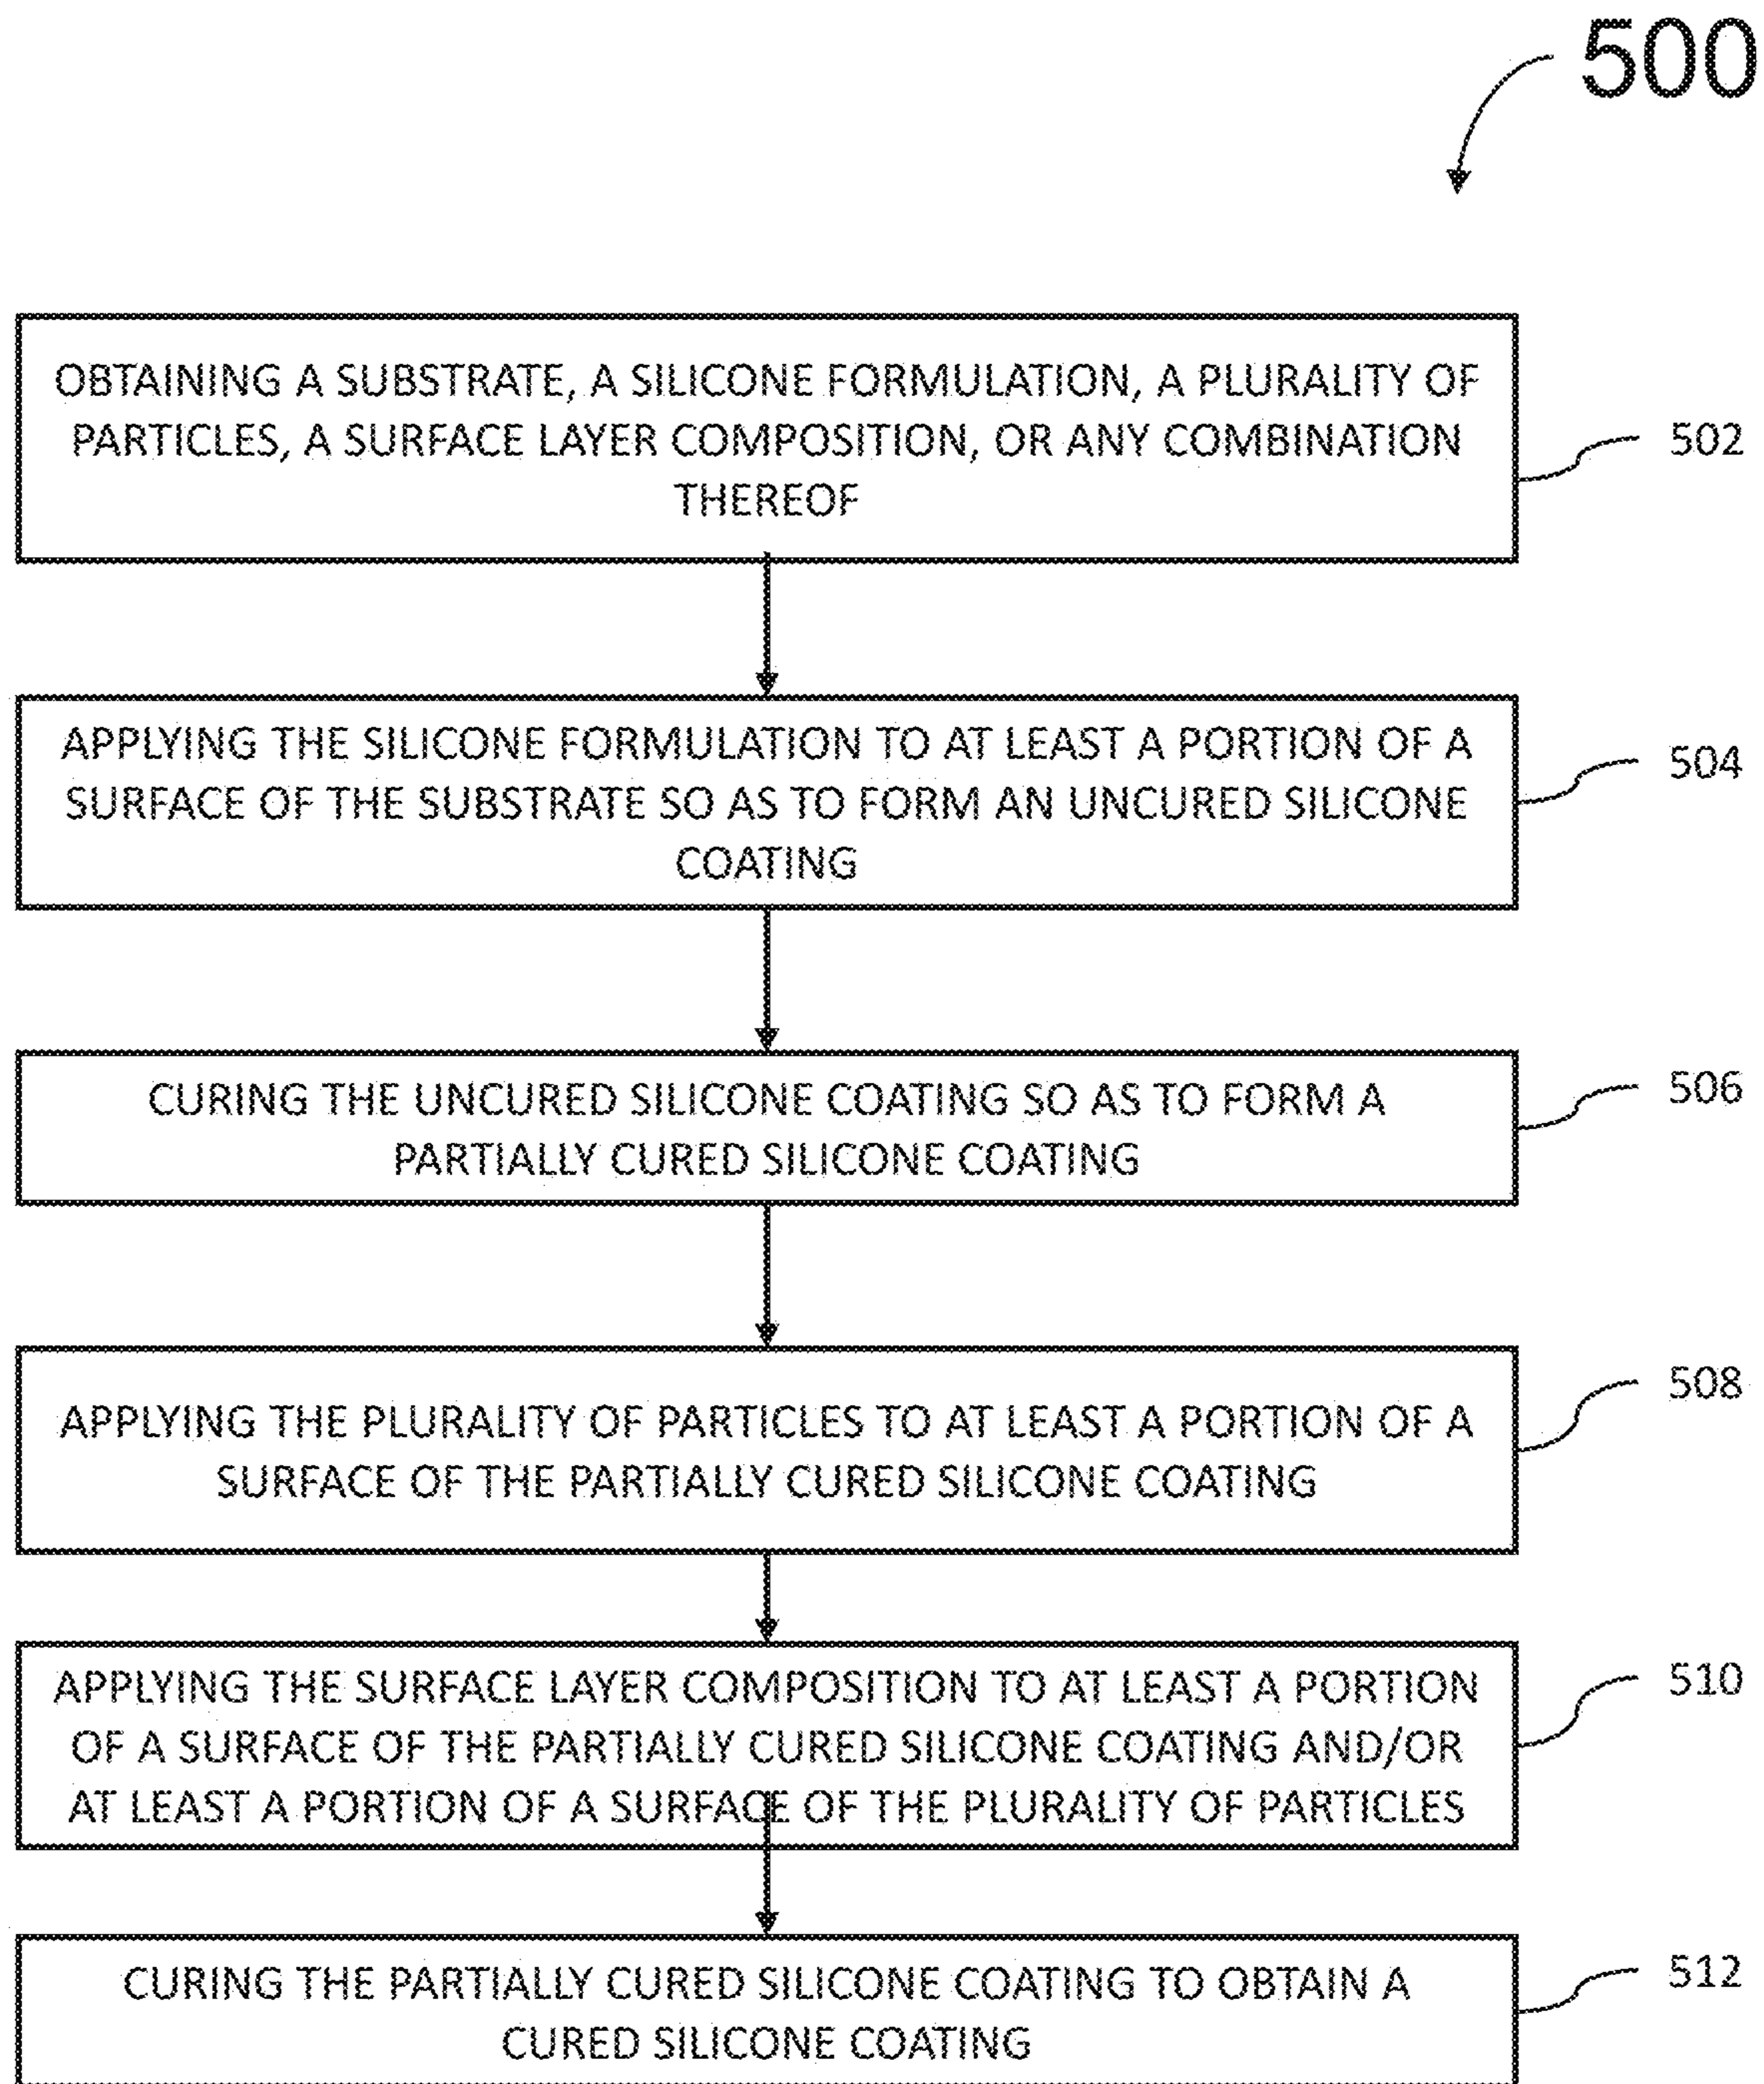 500
OBTAINING A SUBSTRATE, A SILICONE FORMULATION, A PLURALITY OF
PARTICLES, A SURFACE LAYER COMPOSITION, OR ANY COMBINATION
THEREOF
502
APPLYING THE SILICONE FORMULATION TO AT LEAST A PORTION OF A
SURFACE OF THE SUBSTRATE SO AS TO FORM AN UNCURED SILICONE
COATING
504
CURING THE UNCURED SILICONE COATING SO AS TO FORM A
PARTIALLY CURED SILICONE COATING
506
APPLYING THE PLURALITY OF PARTICLES TO AT LEAST A PORTION OF A
SURFACE OF THE PARTIALLY CURED SILICONE COATING
508
APPLYING THE SURFACE LAYER COMPOSITION TO AT LEAST A PORTION
OF A SURFACE OF THE PARTIALLY CURED SILICONE COATING AND/OR
AT LEAST A PORTION OF A SURFACE OF THE PLURALITY OF PARTICLES
510
CURING THE PARTIALLY CURED SILICONE COATING TO OBTAIN A
CURED SILICONE COATING
512